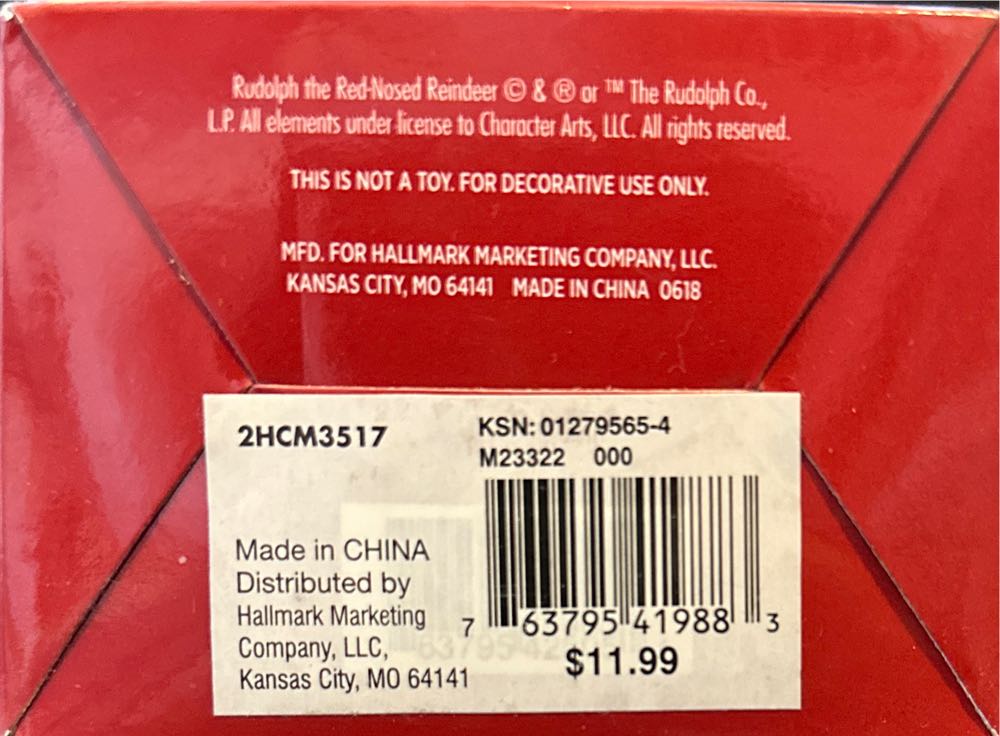 Rudolph the Red-Nosed Reindeer © & ® or ™ The Rudolph Co.,
L.P. All elements under license to Character Arts, LLC. All rights reserved.
THIS IS NOT A TOY. FOR DECORATIVE USE ONLY.
MFD. FOR HALLMARK MARKETING COMPANY, LLC.
KANSAS CITY, MO 64141 MADE IN CHINA 0618
2HCM3517
KSN: 01279565-4
M23322 000
Made in CHINA
Distributed by
Hallmark Marketing
Company, LLC,
Kansas City, MO 64141
7 63795 41988 3
$11.99